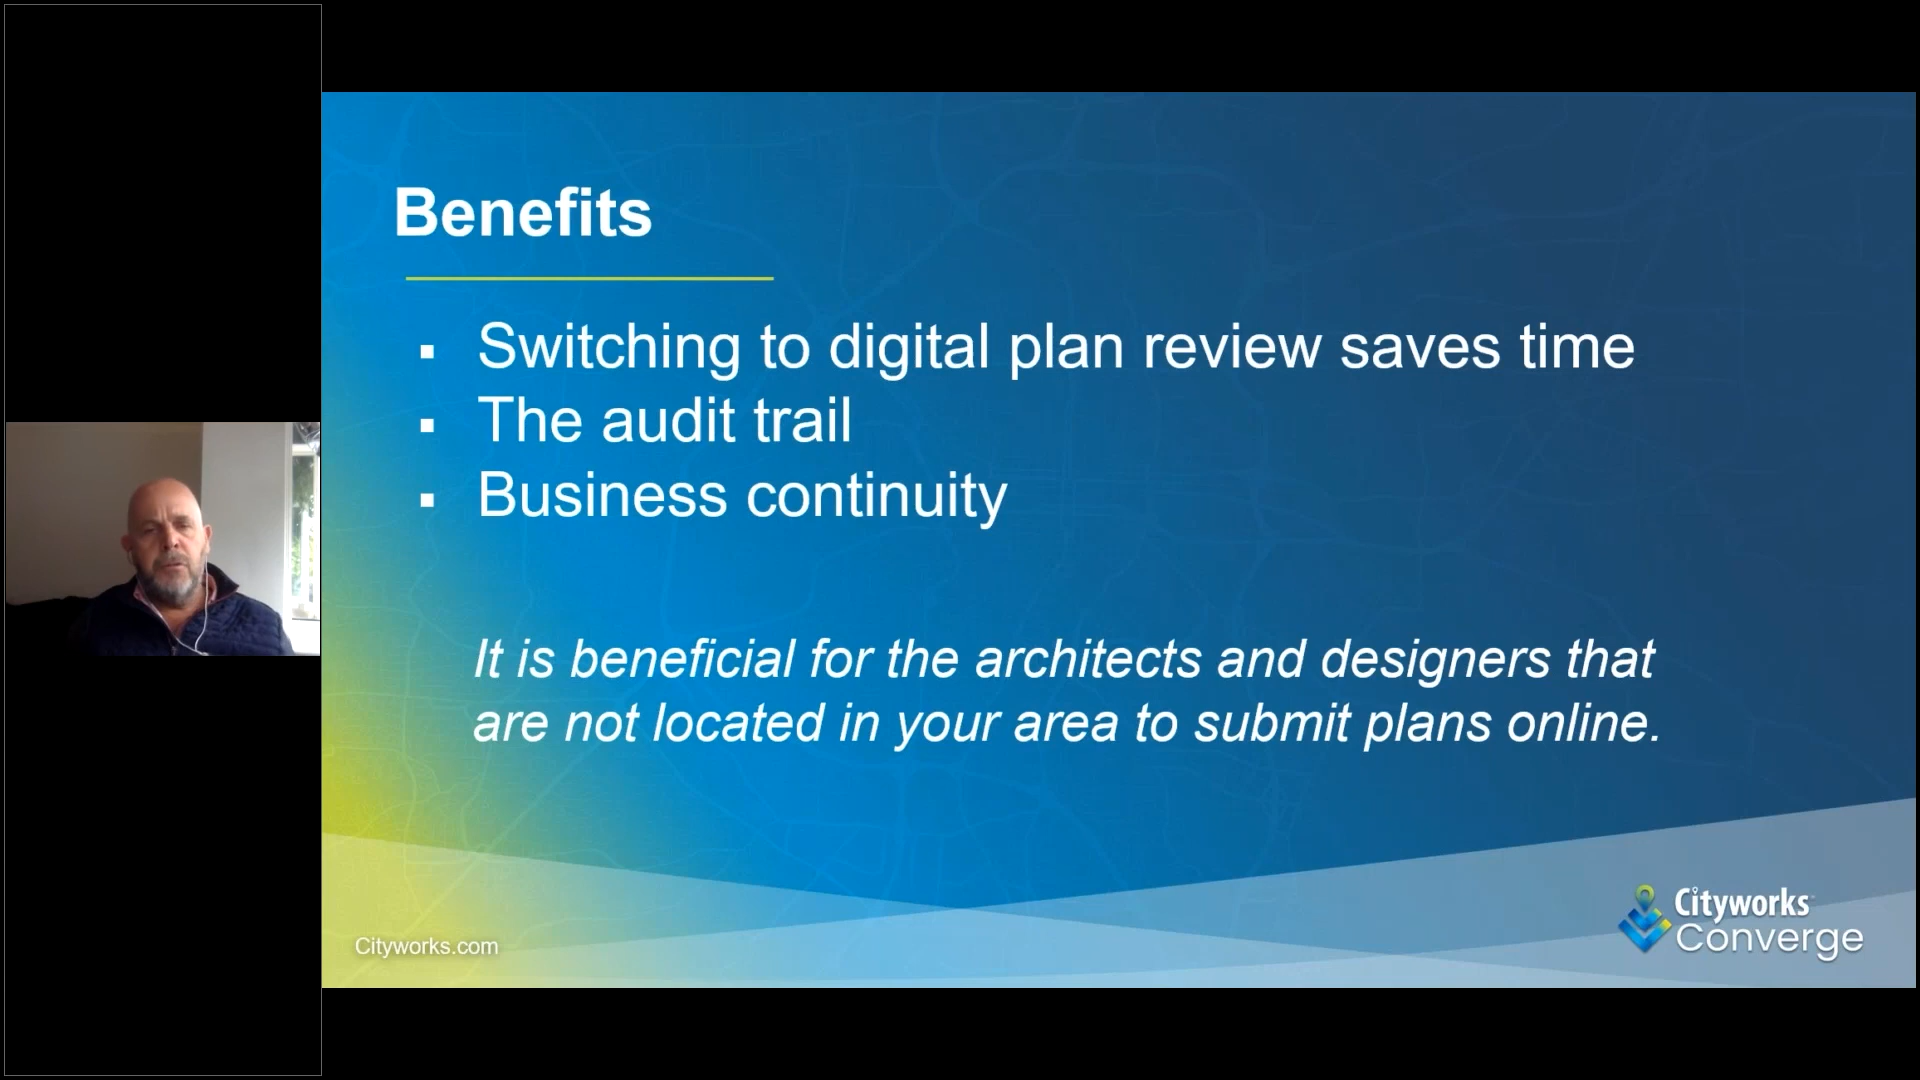 Benefits
▪ Switching to digital plan review saves time
▪ The audit trail
▪ Business continuity
It is beneficial for the architects and designers that
are not located in your area to submit plans online.
Cityworks.com
Cityworks
Converge